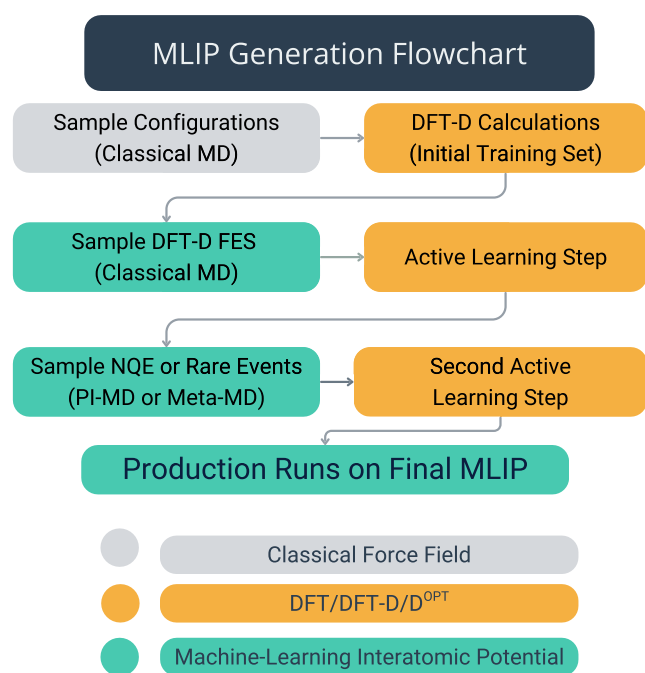 MLIP Generation Flowchart
Sample Configurations
(Classical MD)
DFT-D Calculations
(Initial Training Set)
Sample DFT-D FES
(Classical MD)
Active Learning Step
Sample NQE or Rare Events
(PI-MD or Meta-MD)
Second Active
Learning Step
Production Runs on Final MLIP
Classical Force Field
DFT/DFT-D/D^OPT
Machine-Learning Interatomic Potential